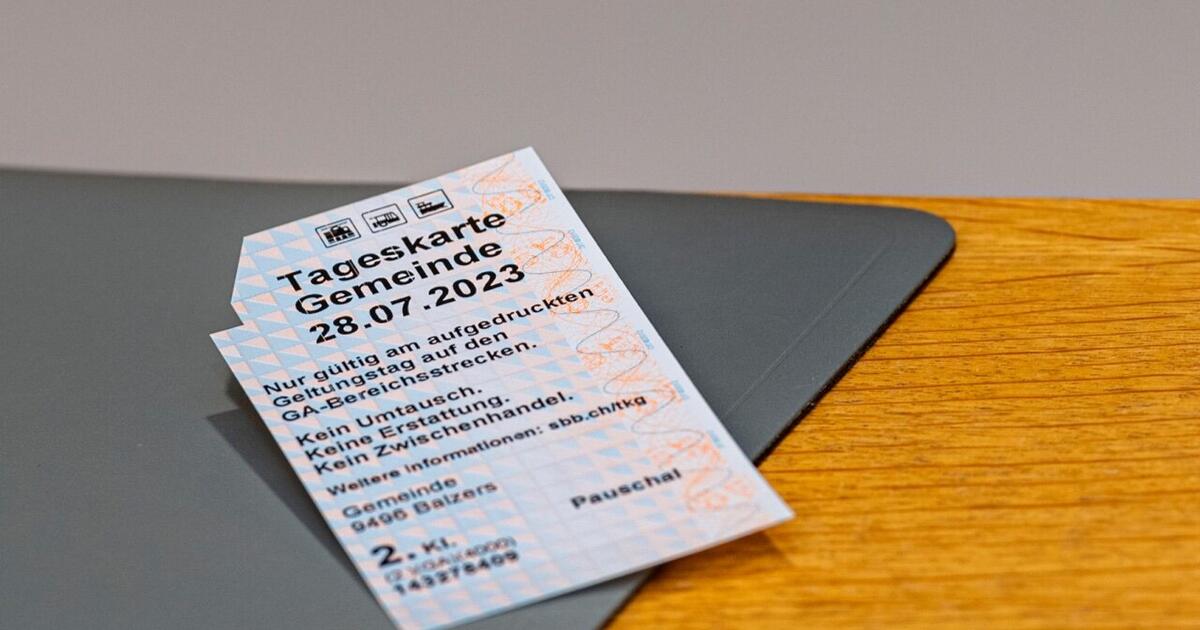 Tageskarte
Gemeinde
28.07.2023
Nur gültig am aufgedruckten
Geltungstag auf den
GA-Bereichsstrecken.
Kein Umtausch.
Keine Erstattung.
Kein Zwischenhandel.
Weitere Informationen: sbb.ch/tkg
Gemeinde
9496 Balzers
Pauschal
2. Kl.